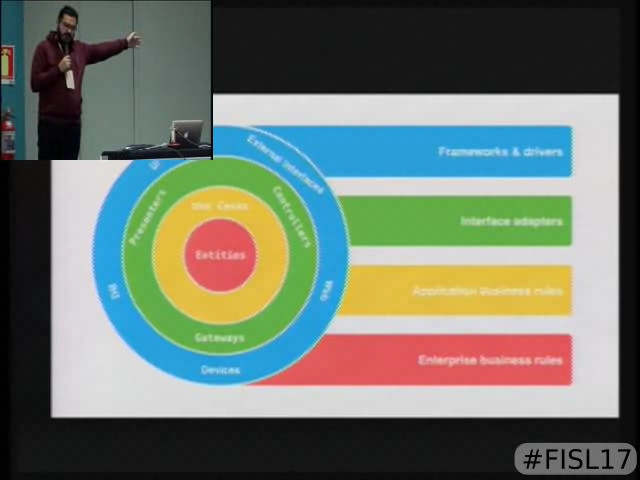 External Interfaces
Frameworks & drivers
Presenters
Use Cases
Controllers
Interface adapters
Entities
DB
Web
Application business rules
Gateways
Enterprise business rules
Devices
#FISL17